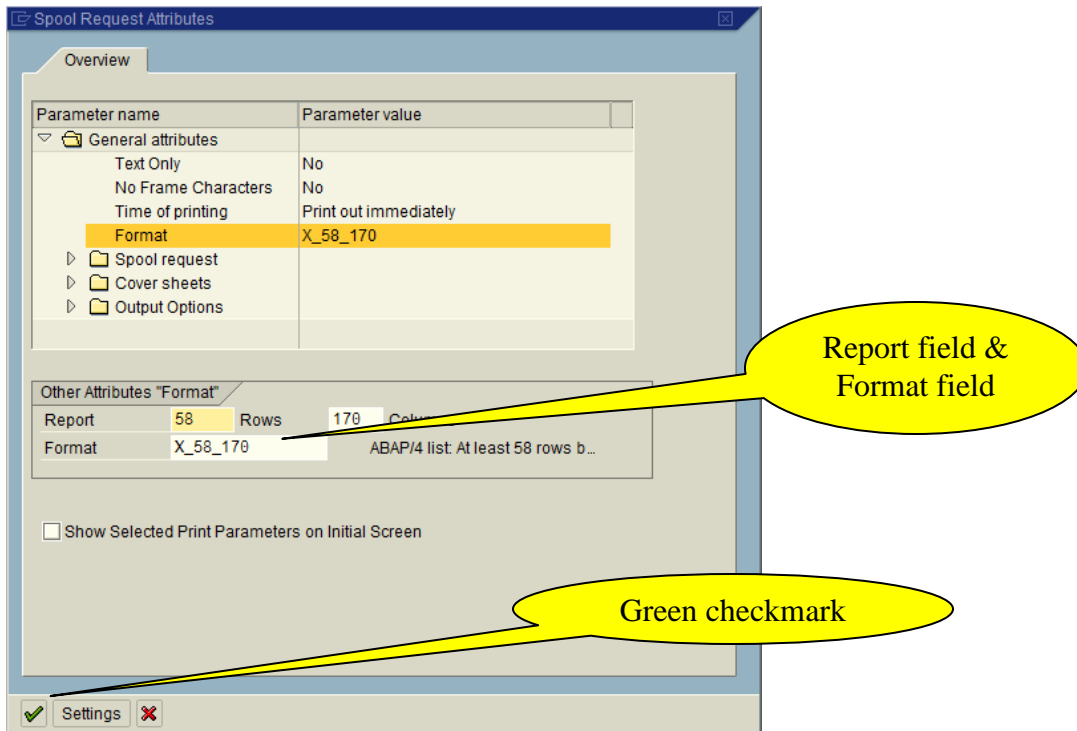 Spool Request Attributes
Overview
Parameter name Parameter value
General attributes
Text Only No
No Frame Characters No
Time of printing Print out immediately
Format X_58_170
Spool request
Cover sheets
Output Options
Report field &
Format field
Other Attributes "Format"
Report 58 Rows 170
Format X_58_170 ABAP/4 list: At least 58 rows b...
Show Selected Print Parameters on Initial Screen
Green checkmark
Settings